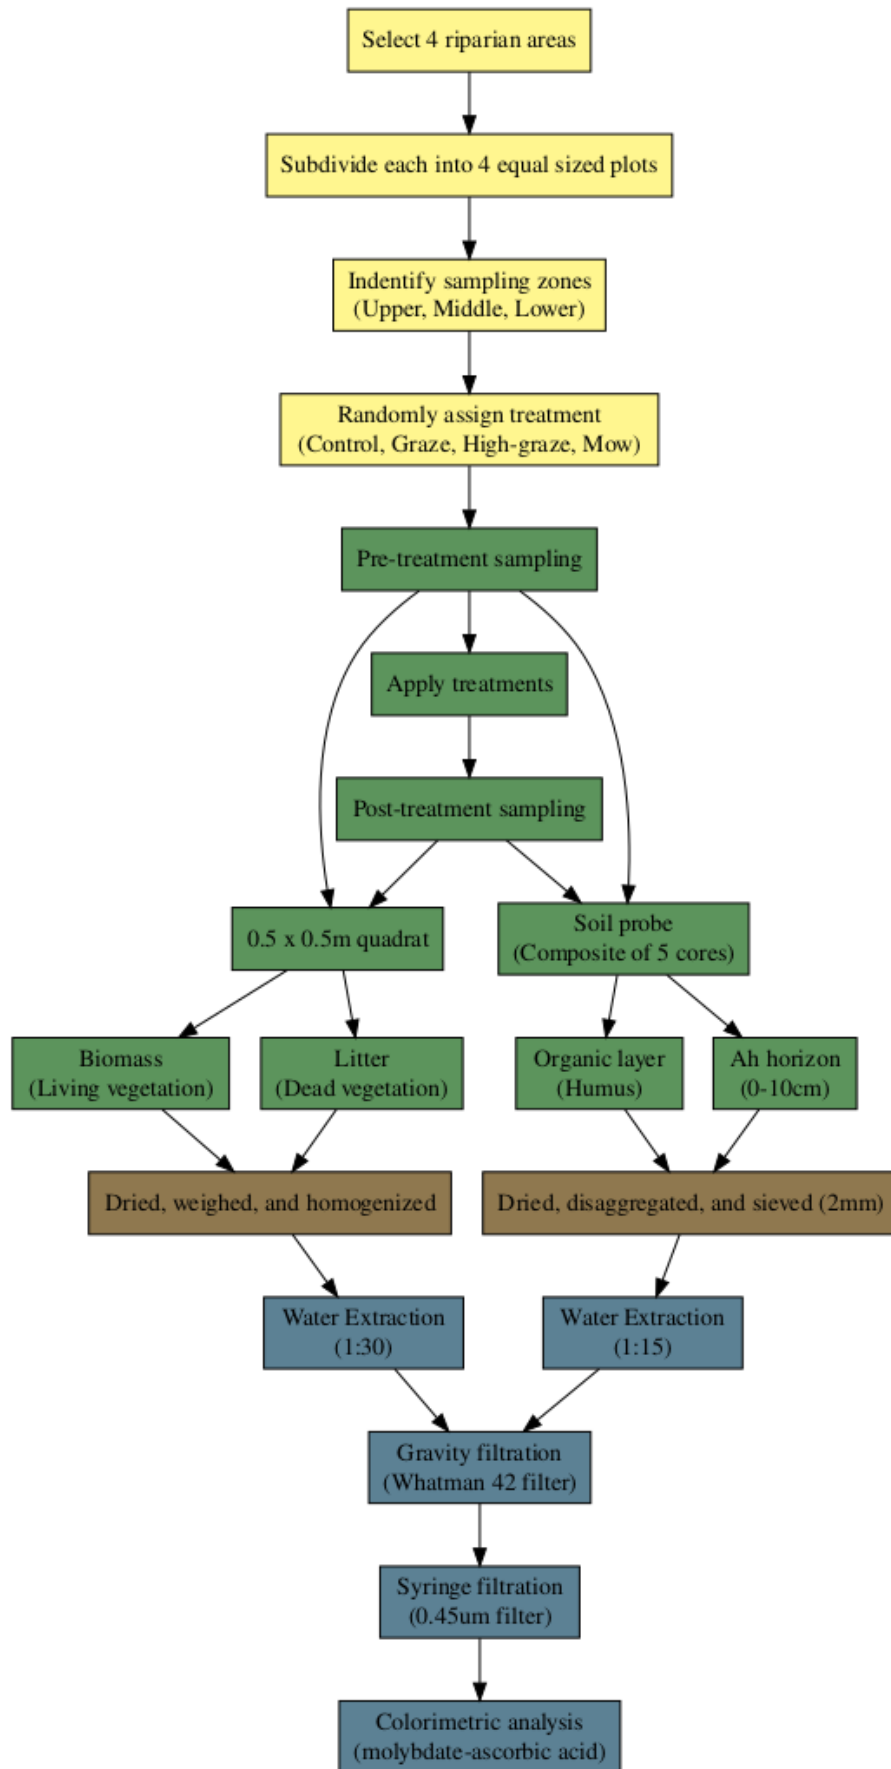 Select 4 riparian areas
Subdivide each into 4 equal sized plots
Indentify sampling zones
(Upper, Middle, Lower)
Randomly assign treatment
(Control, Graze, High-graze, Mow)
Pre-treatment sampling
Apply treatments
Post-treatment sampling
0.5 x 0.5m quadrat
Soil probe
(Composite of 5 cores)
Biomass
(Living vegetation)
Litter
(Dead vegetation)
Organic layer
(Humus)
Ah horizon
(0-10cm)
Dried, weighed, and homogenized
Dried, disaggregated, and sieved (2mm)
Water Extraction
(1:30)
Water Extraction
(1:15)
Gravity filtration
(Whatman 42 filter)
Syringe filtration
(0.45um filter)
Colorimetric analysis
(molybdate-ascorbic acid)